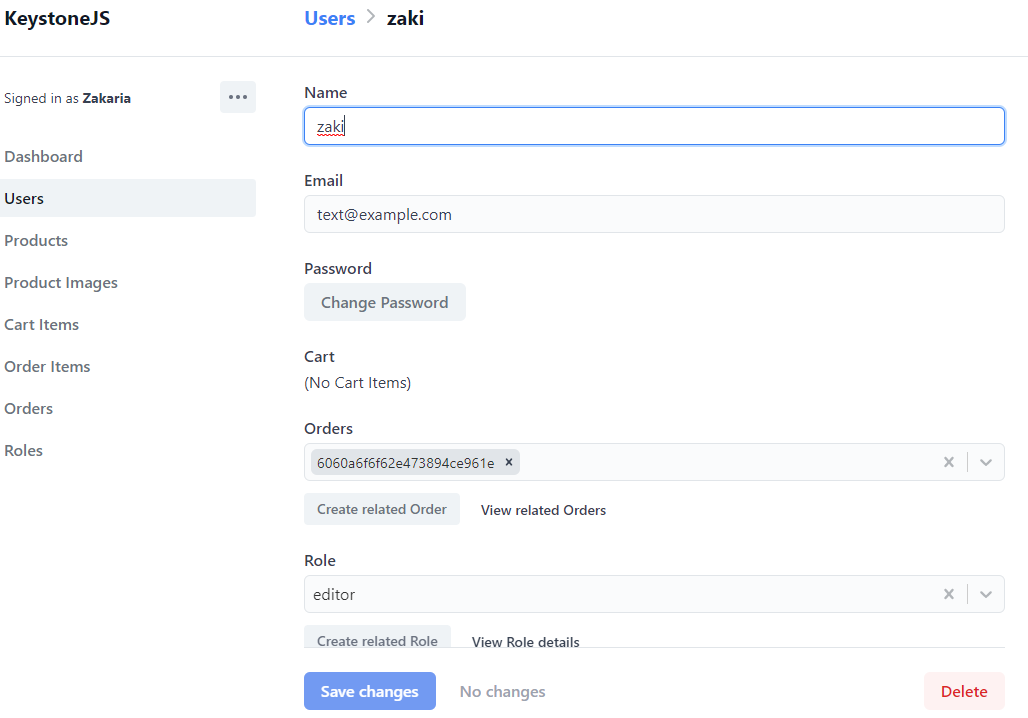 KeystoneJS
Users > zaki
Signed in as Zakaria
Dashboard
Users
Products
Product Images
Cart Items
Order Items
Orders
Roles
Name
zaki
Email
text@example.com
Password
Change Password
Cart
(No Cart Items)
Orders
6060a6f6f62e473894ce961e ×
Create related Order View related Orders
Role
editor
Create related Role View Role details
Save changes No changes Delete